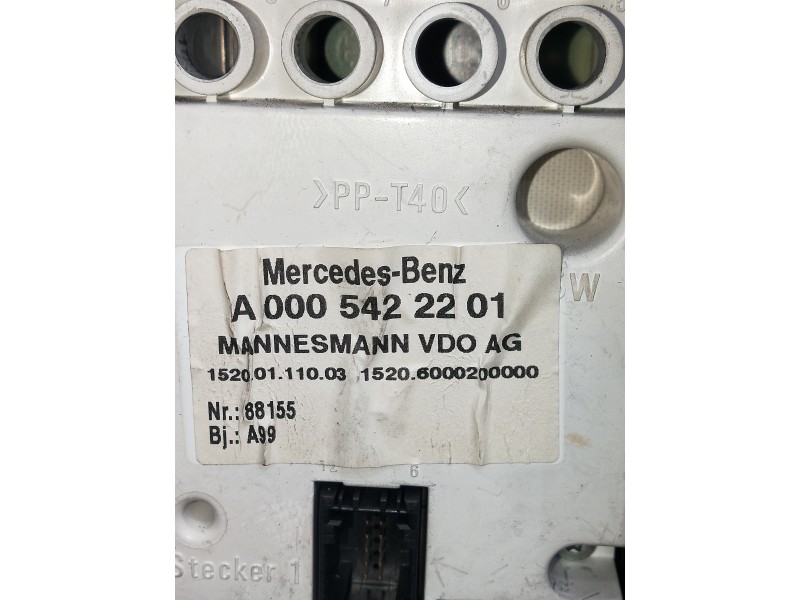 >PP-T40<
Mercedes-Benz
A 000 542 22 01
MANNESMANN VDO AG
1520.01.110.03 1520.6000200000
Nr.: 88155
Bj.: A99
12 6
Stecker 1